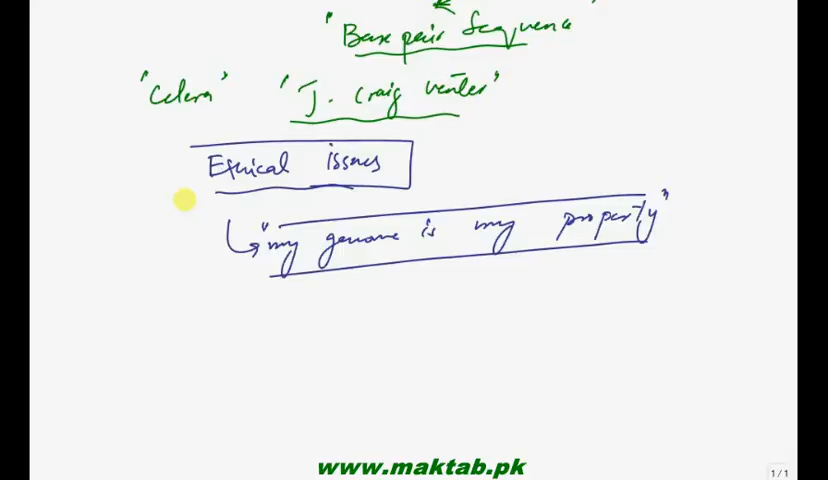 "Base pair Sequence"
"Celera" "J. Craig Venter"
Ethical issues
"my genome is my property"
www.maktab.pk
1/1